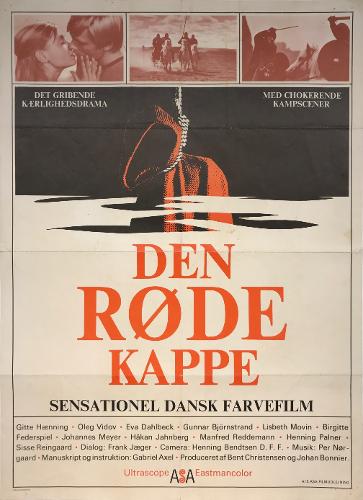 DET GRIBENDE
KÆRLIGHEDSDRAMA
MED CHOKERENDE
KAMPSCENER
DEN
RØDE
KAPPE
SENSATIONEL DANSK FARVEFILM
Gitte Hænning • Oleg Vidov • Eva Dahlbeck • Gunnar Björnstrand • Lisbeth Movin • Birgitte
Federspiel • Johannes Meyer • Håkan Jahnberg • Manfred Reddemann • Henning Palner •
Sisse Reingaard • Dialog: Frank Jæger • Camera: Henning Bendtsen D. F. F. • Musik: Per Nør-
gaard • Manuskript og instruktion: Gabriel Axel • Produceret af Bent Christensen og Johan Bonnier.
Ultrascope ASA Eastmancolor